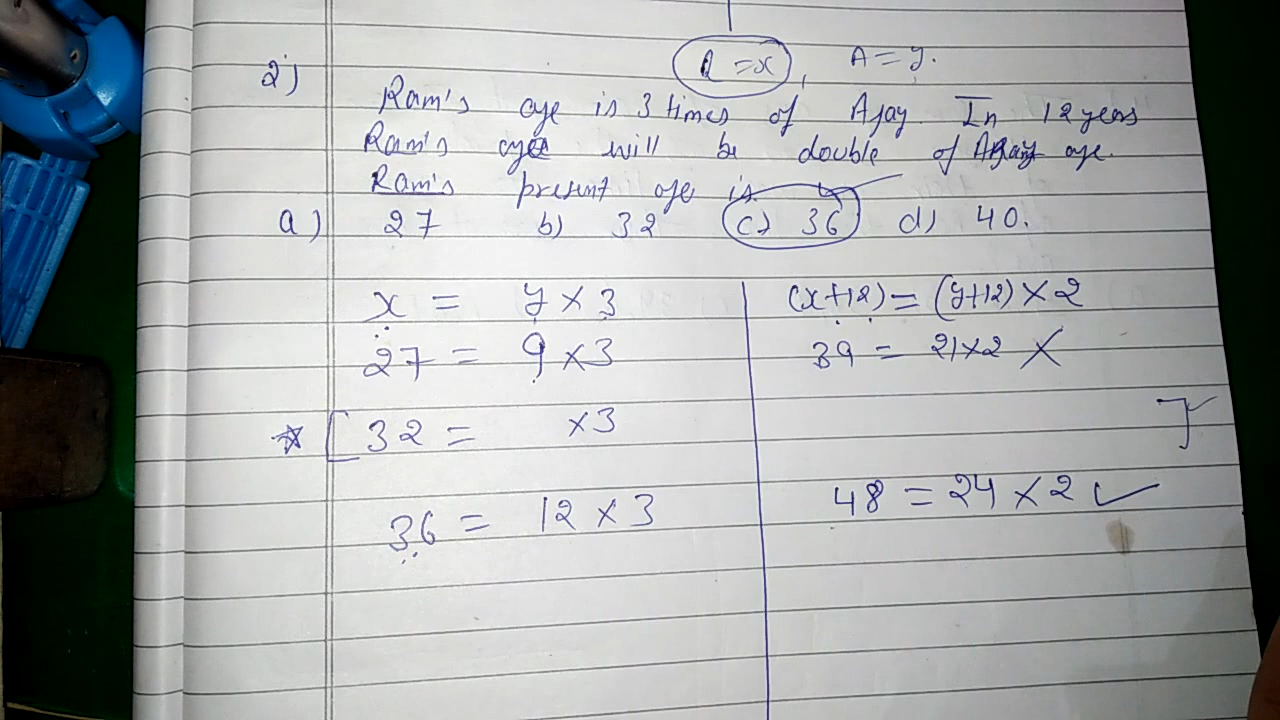 R = x, A = y.
2) Ram's age is 3 times of Ajay In 12 years
Ram's age will be double of Ajay age.
Ram's present age is
a) 27 b) 32 (c) 36 d) 40.
x = y × 3 (x+12) = (y+12) × 2
27 = 9 × 3 39 = 21×2 ×
☆ [ 32 = ×3 ]
36 = 12 × 3 48 = 24 × 2 ✓